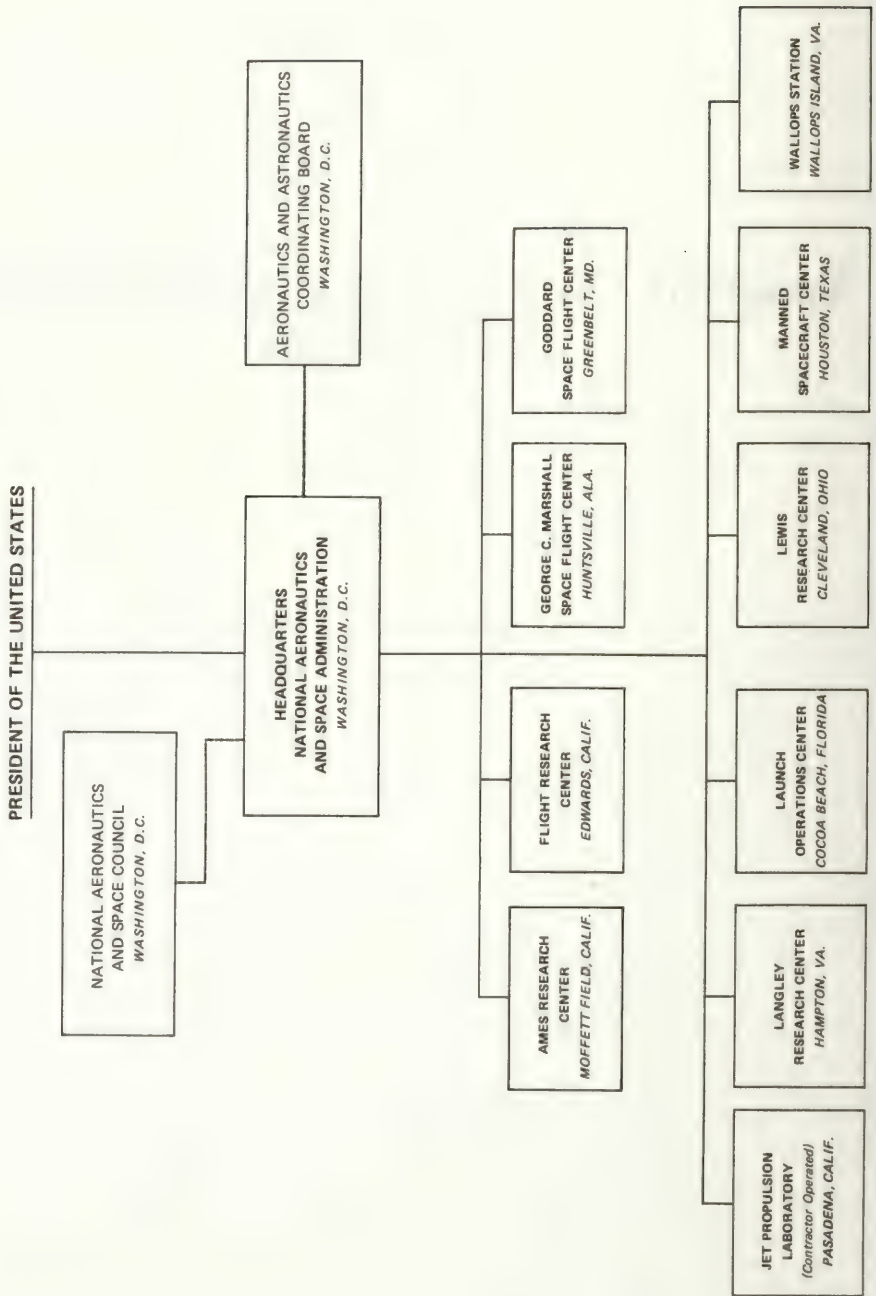 PRESIDENT OF THE UNITED STATES
NATIONAL AERONAUTICS
AND SPACE COUNCIL
WASHINGTON, D.C.
HEADQUARTERS
NATIONAL AERONAUTICS
AND SPACE ADMINISTRATION
WASHINGTON, D.C.
AERONAUTICS AND ASTRONAUTICS
COORDINATING BOARD
WASHINGTON, D.C.
AMES RESEARCH
CENTER
MOFFETT FIELD, CALIF.
FLIGHT RESEARCH
CENTER
EDWARDS, CALIF.
GEORGE C. MARSHALL
SPACE FLIGHT CENTER
HUNTSVILLE, ALA.
GODDARD
SPACE FLIGHT CENTER
GREENBELT, MD.
JET PROPULSION
LABORATORY
(Contractor Operated)
PASADENA, CALIF.
LANGLEY
RESEARCH CENTER
HAMPTON, VA.
LAUNCH
OPERATIONS CENTER
COCOA BEACH, FLORIDA
LEWIS
RESEARCH CENTER
CLEVELAND, OHIO
MANNED
SPACECRAFT CENTER
HOUSTON, TEXAS
WALLOPS STATION
WALLOPS ISLAND, VA.